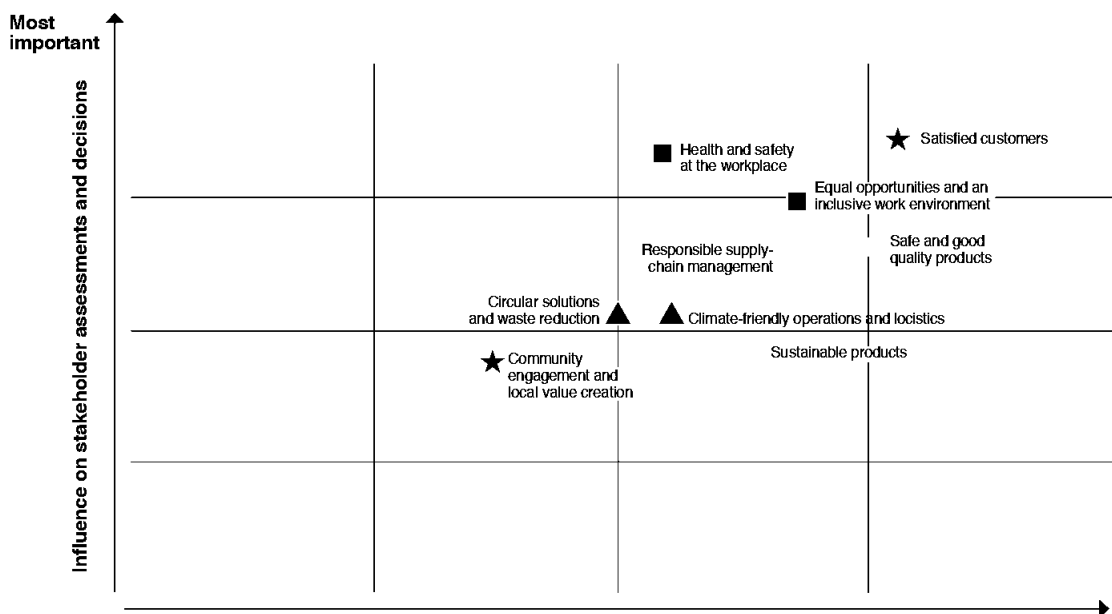 Most
important
Influence on stakeholder assessments and decisions
Satisfied customers
Health and safety
at the workplace
Equal opportunities and an
inclusive work environment
Safe and good
quality products
Responsible supply-
chain management
Circular solutions
and waste reduction
Climate-friendly operations and locistics
Sustainable products
Community
engagement and
local value creation